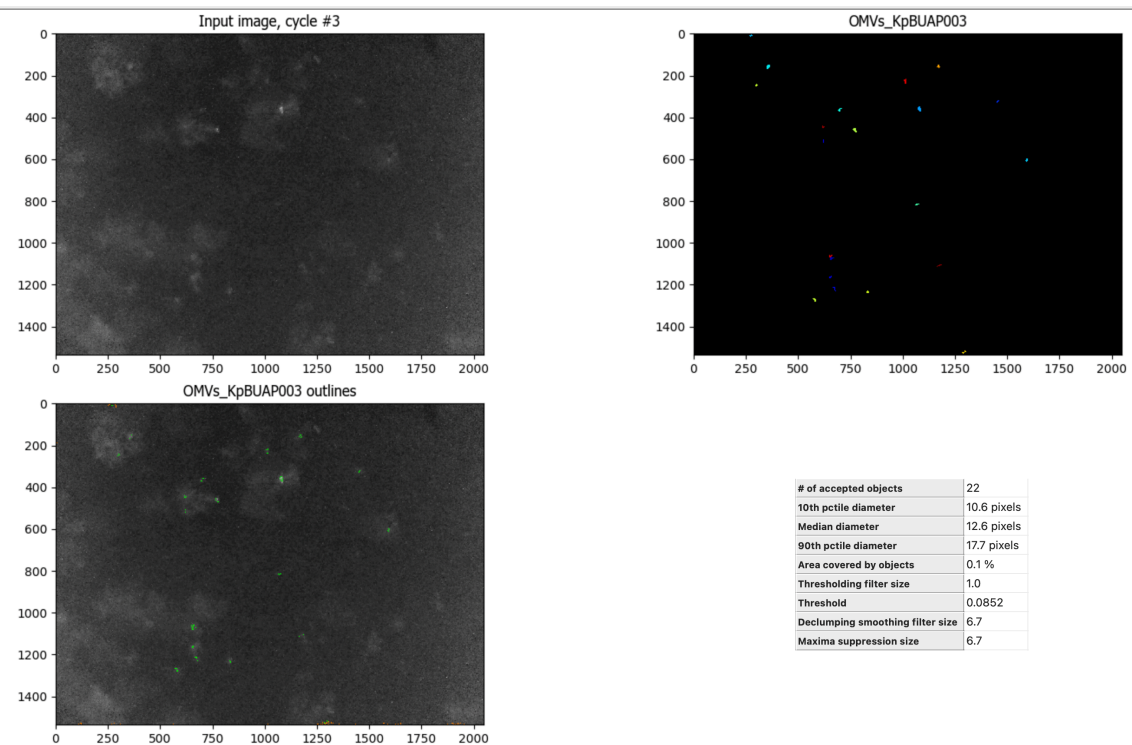 Input image, cycle #3
0
200
400
600
800
1000
1200
1400
0 250 500 750 1000 1250 1500 1750 2000
OMVs_KpBUAP003
0
200
400
600
800
1000
1200
1400
0 250 500 750 1000 1250 1500 1750 2000
OMVs_KpBUAP003 outlines
0
200
400
600
800
1000
1200
1400
0 250 500 750 1000 1250 1500 1750 2000
# of accepted objects 22
10th pctile diameter 10.6 pixels
Median diameter 12.6 pixels
90th pctile diameter 17.7 pixels
Area covered by objects 0.1 %
Thresholding filter size 1.0
Threshold 0.0852
Declumping smoothing filter size 6.7
Maxima suppression size 6.7